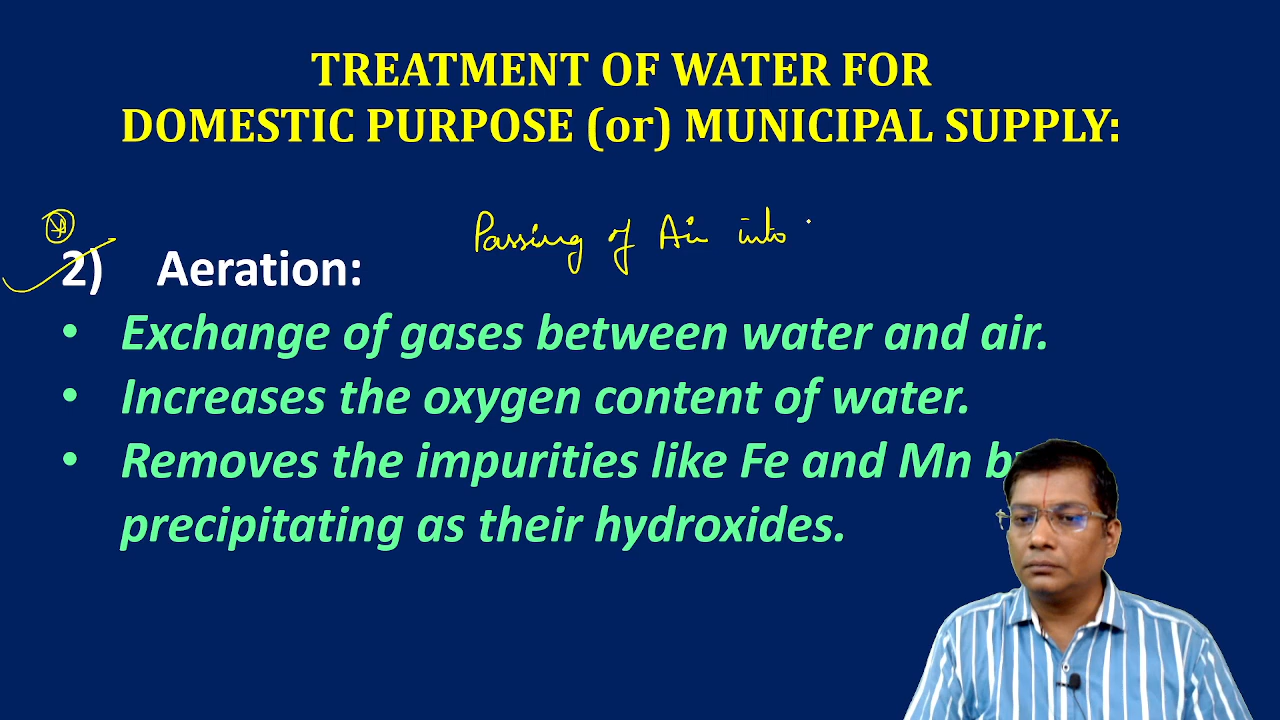 TREATMENT OF WATER FOR
DOMESTIC PURPOSE (or) MUNICIPAL SUPPLY:
Passing of Air into
2) Aeration:
• Exchange of gases between water and air.
• Increases the oxygen content of water.
• Removes the impurities like Fe and Mn by
precipitating as their hydroxides.